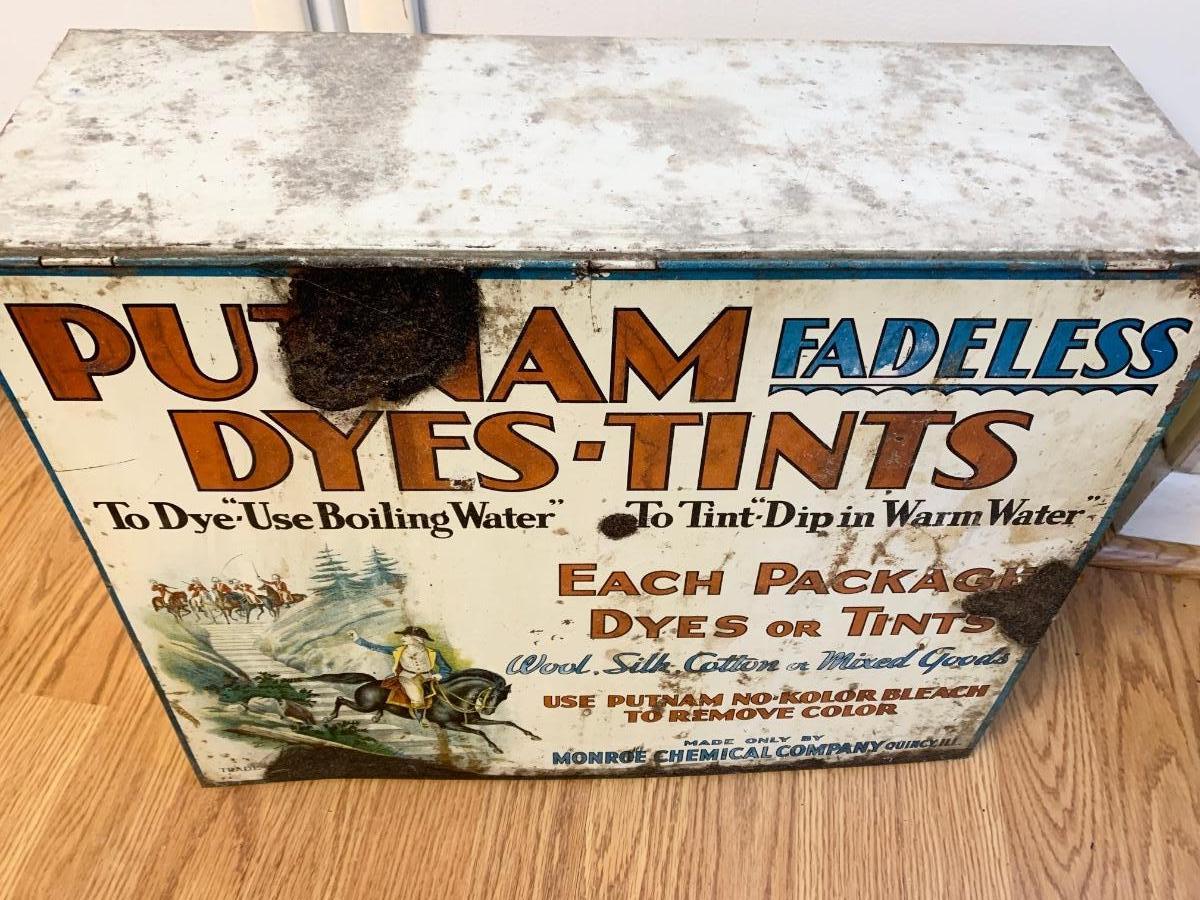 PUTNAM FADELESS
DYES-TINTS
To Dye-"Use Boiling Water" To Tint-"Dip in Warm Water"
EACH PACKAGE
DYES OR TINTS
Wool, Silk, Cotton or Mixed Goods
USE PUTNAM NO-KOLOR BLEACH
TO REMOVE COLOR
MADE ONLY BY
MONROE CHEMICAL COMPANY QUINCY, ILL.